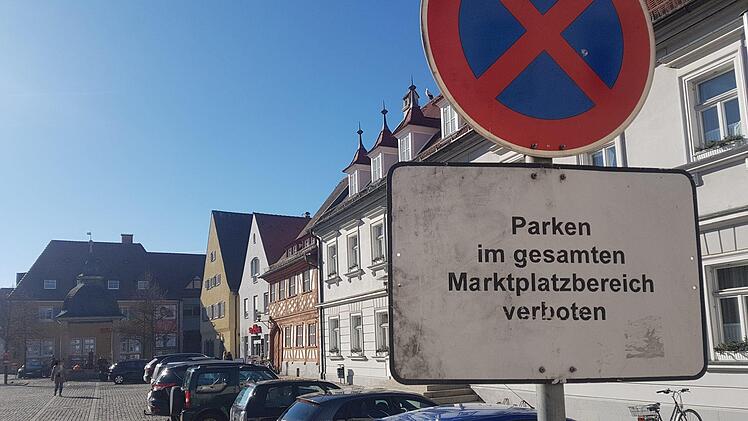 Parken
im gesamten
Marktplatzbereich
verboten